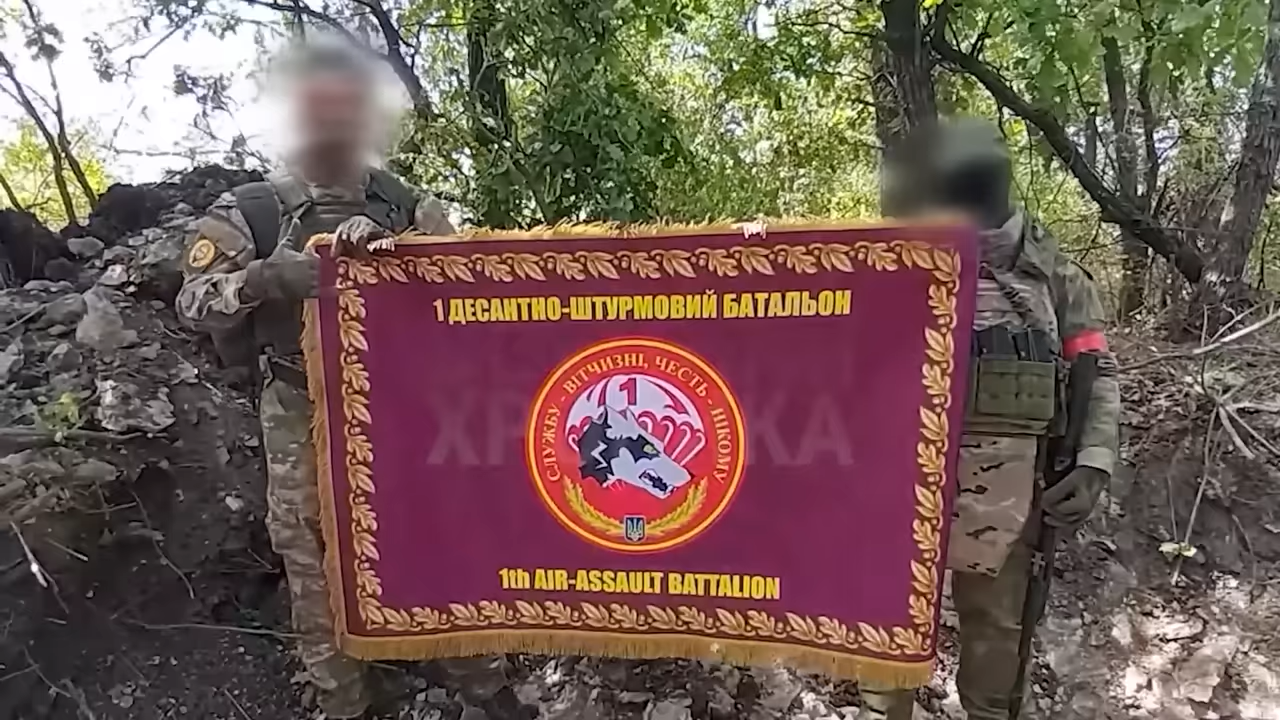 1 ДЕСАНТНО-ШТУРМОВИЙ БАТАЛЬОН
СЛУЖБУ - ВІТЧИЗНІ, ЧЕСТЬ - НІКОМУ
1
1th AIR-ASSAULT BATTALION